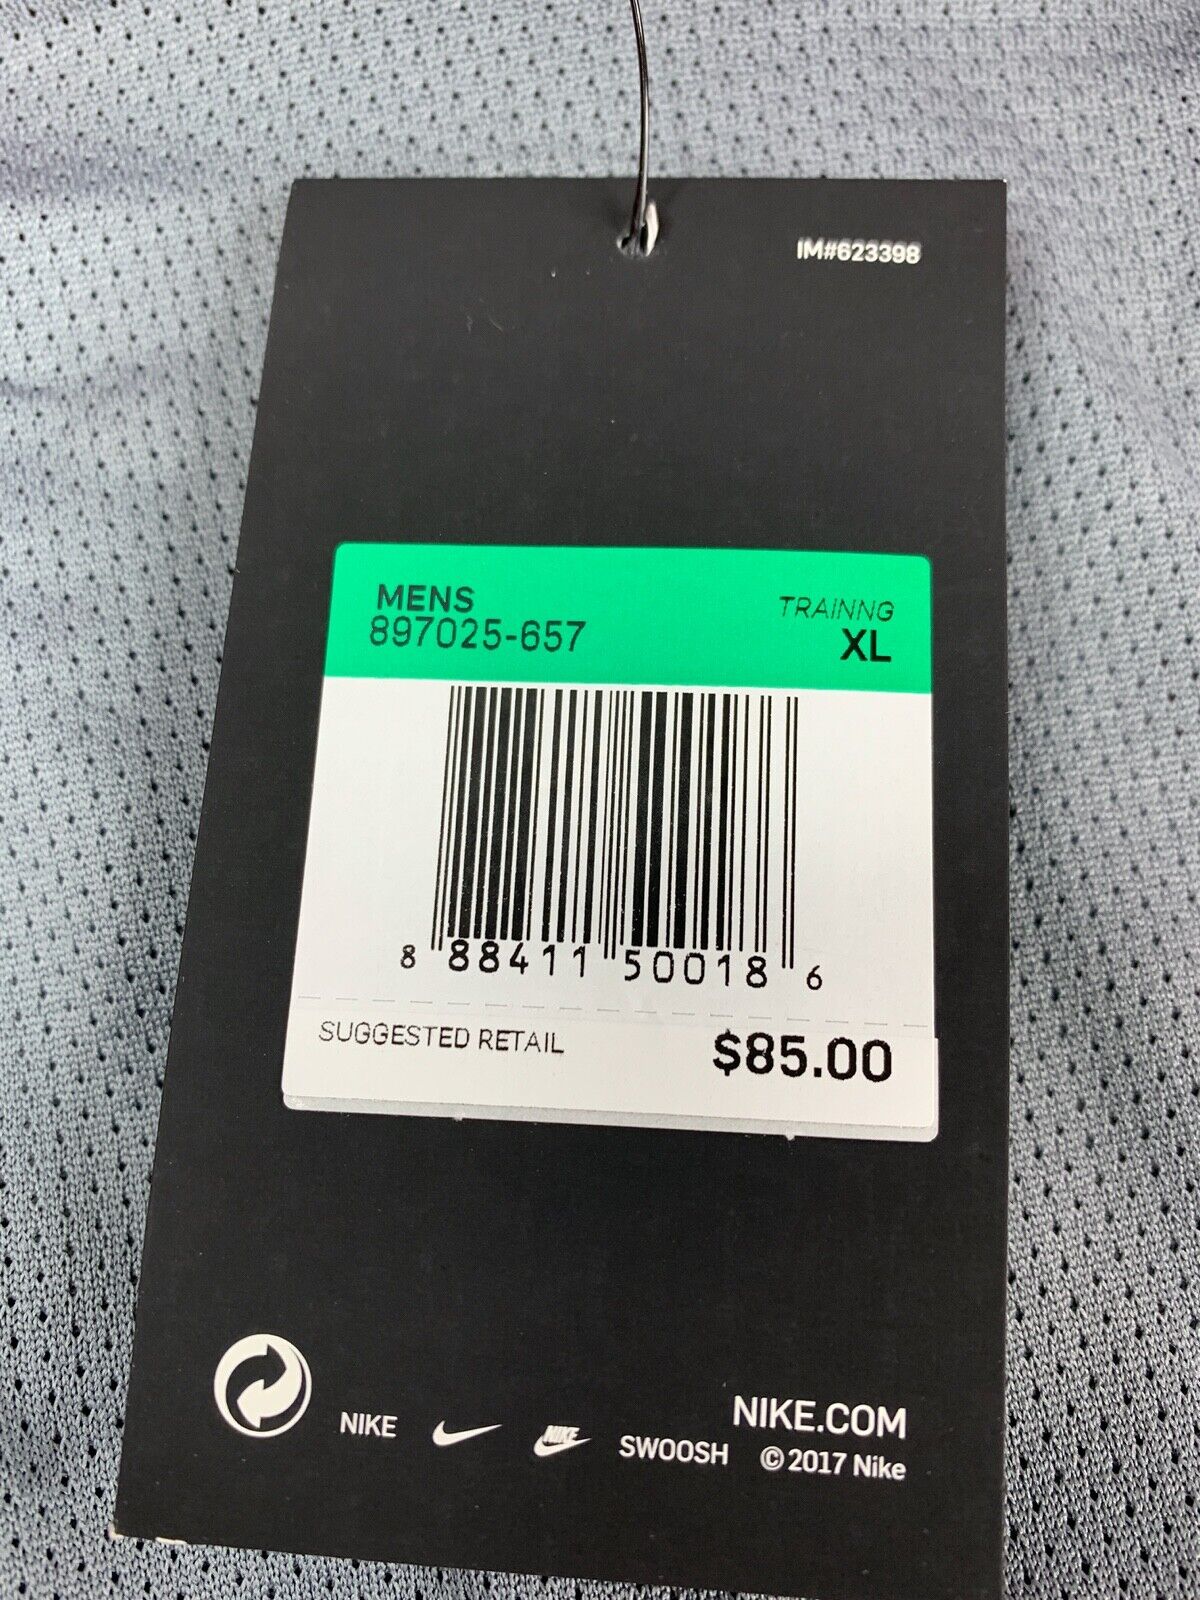 IM#623398
MENS
TRAINNG
897025-657
XL
8 88411 50018 6
SUGGESTED RETAIL $85.00
NIKE.COM
NIKE NIKE SWOOSH © 2017 Nike